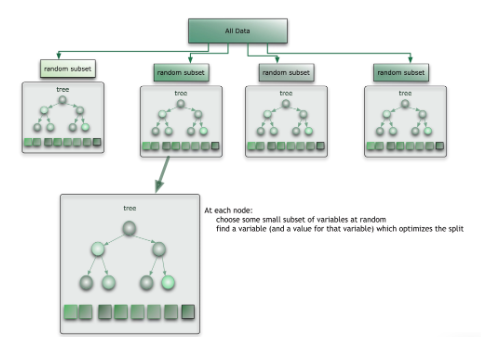 All Data
random subset
random subset
random subset
random subset
tree
tree
tree
tree
tree
At each node:
choose some small subset of variables at random
find a variable (and a value for that variable) which optimizes the split